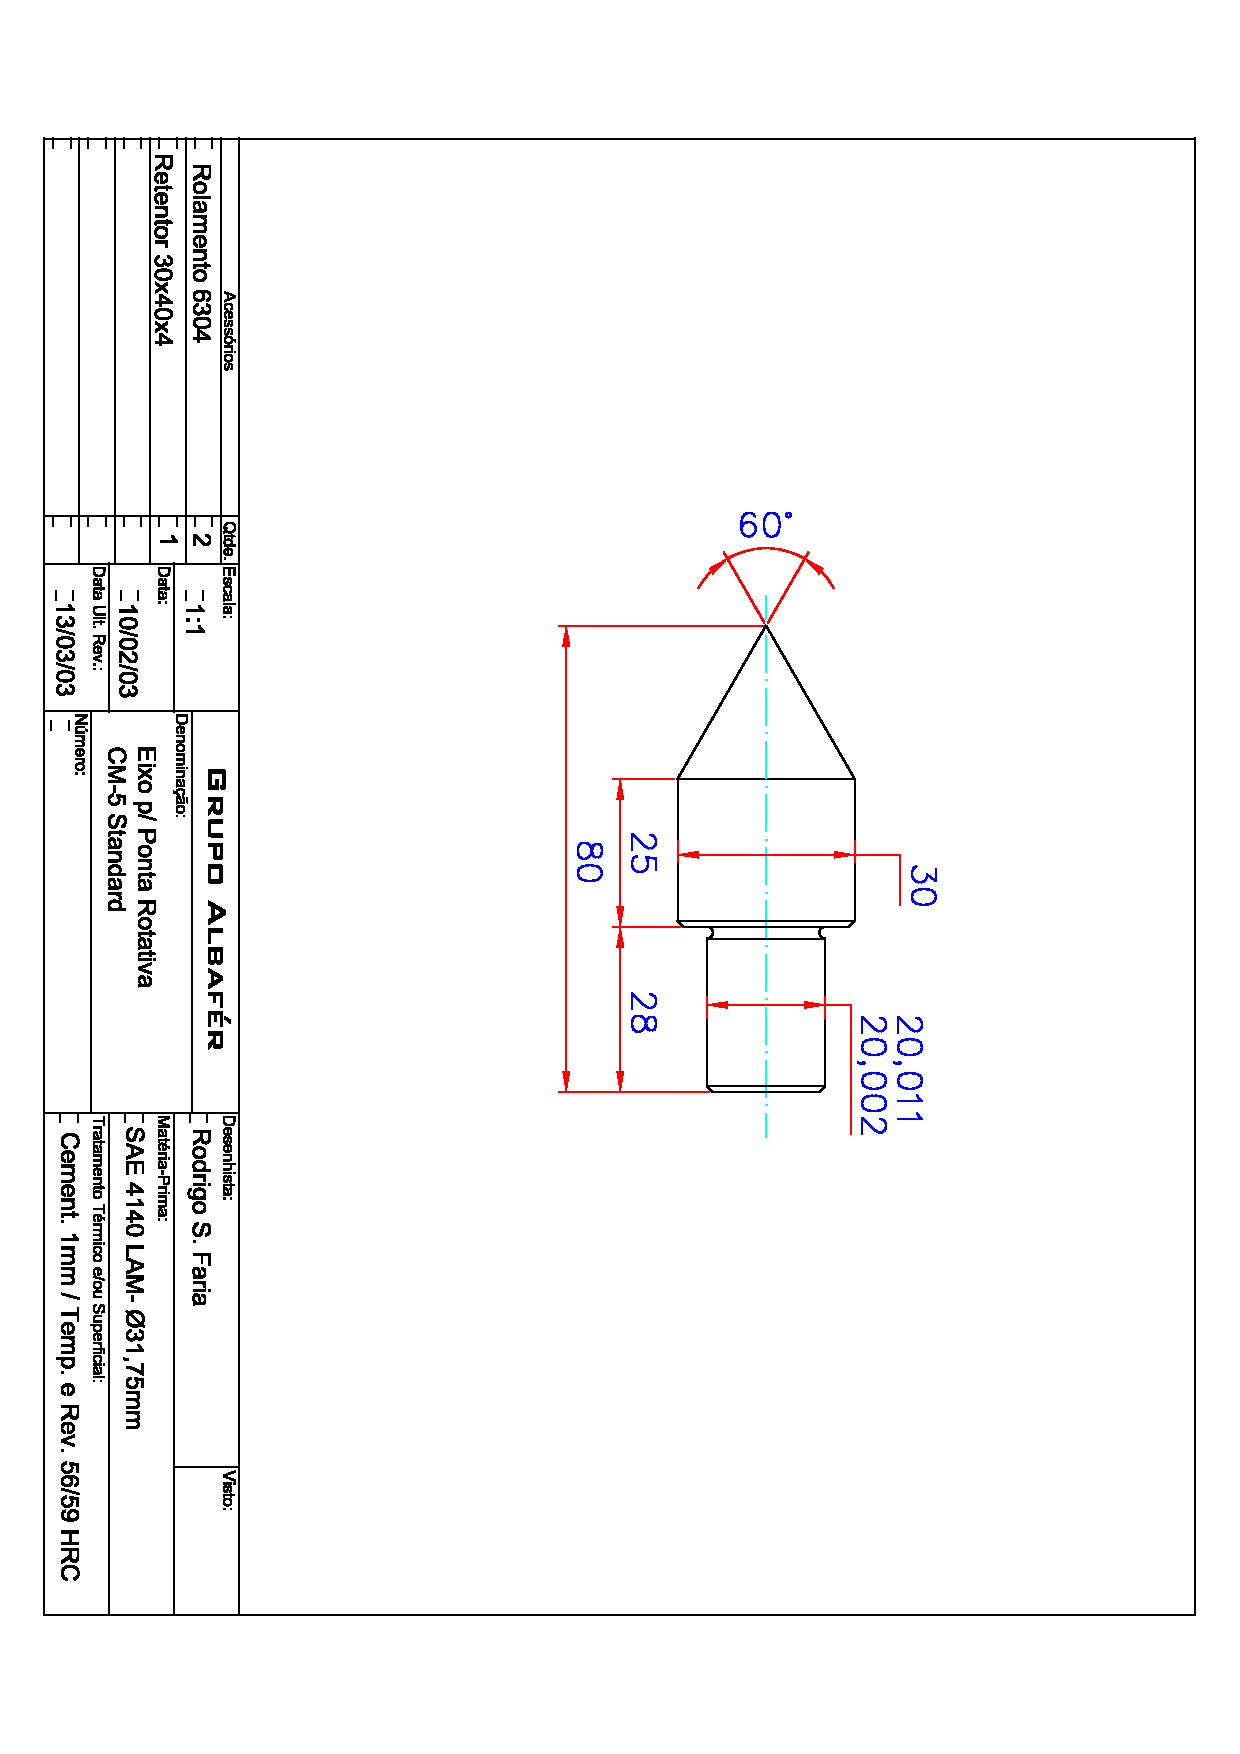 60°
30
25
80
28
20,011
20,002
Acessórios
Qtde.
Rolamento 6304
2
Retentor 30x40x4
1
Escala:
1:1
Data:
10/02/03
Data Ult. Rev.:
13/03/03
GRUPO ALBAFÉR
Denominação:
Eixo p/ Ponta Rotativa
CM-5 Standard
Número:
Desenhista:
Rodrigo S. Faria
Visto:
Matéria-Prima:
SAE 4140 LAM- Ø31,75mm
Tratamento Térmico e/ou Superficial:
Cement. 1mm / Temp. e Rev. 56/59 HRC